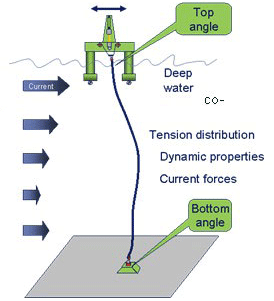 Top
angle
Deep
water
Current
co-
Tension distribution
Dynamic properties
Current forces
Bottom
angle